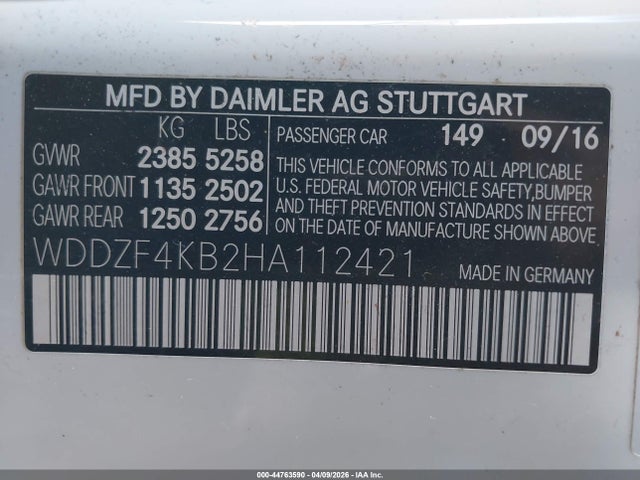 MFD BY DAIMLER AG STUTTGART
KG LBS
GVWR 2385 5258
GAWR FRONT 1135 2502
GAWR REAR 1250 2756
PASSENGER CAR 149 09/16
THIS VEHICLE CONFORMS TO ALL APPLICABLE
U.S. FEDERAL MOTOR VEHICLE SAFETY,BUMPER
AND THEFT PREVENTION STANDARDS IN EFFECT
ON THE DATE OF MANUFACTURE SHOWN ABOVE.
WDDZF4KB2HA112421 MADE IN GERMANY
000-44763590 - 04/09/2026 - IAA Inc.